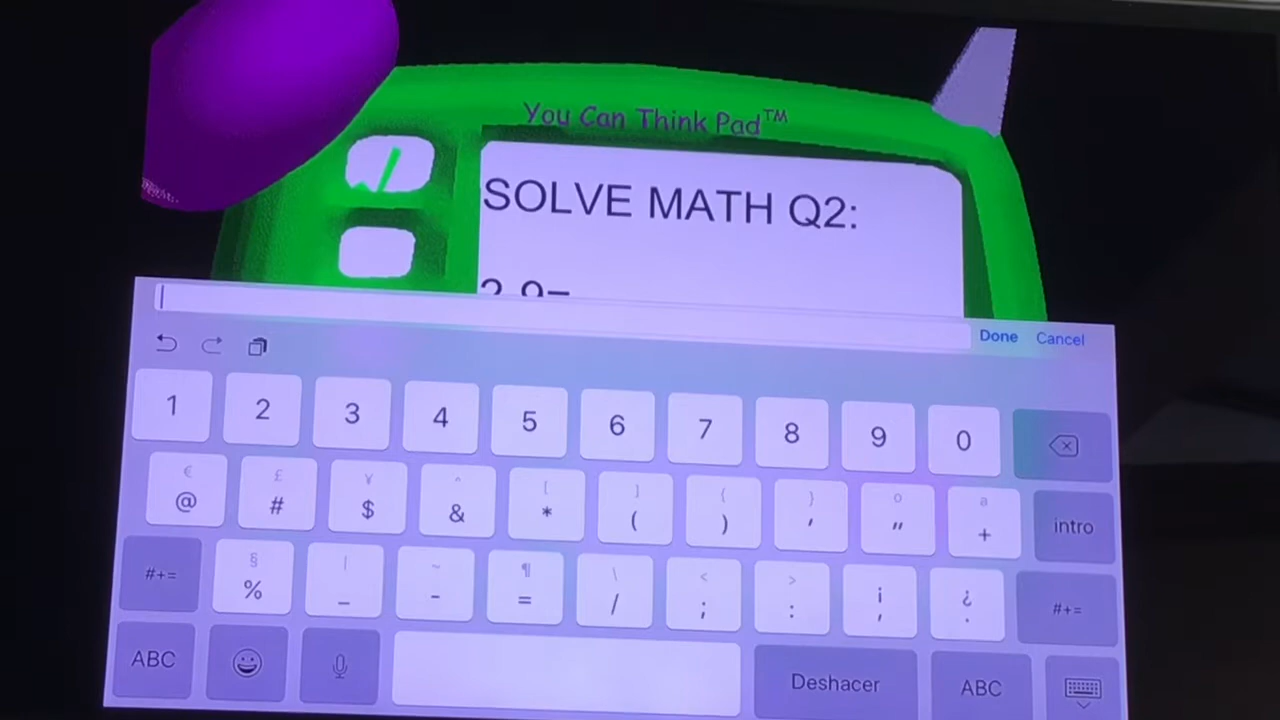 You Can Think Pad™
SOLVE MATH Q2:
Done Cancel
1 2 3 4 5 6 7 8 9 0
€ £ ¥ ^ [ ] { } º ª
@ # $ & * ( ) ' " + intro
§ | ~ ¶ \ < > ¡ ¿
#+= % _ - = / ; : , . #+=
ABC Deshacer ABC